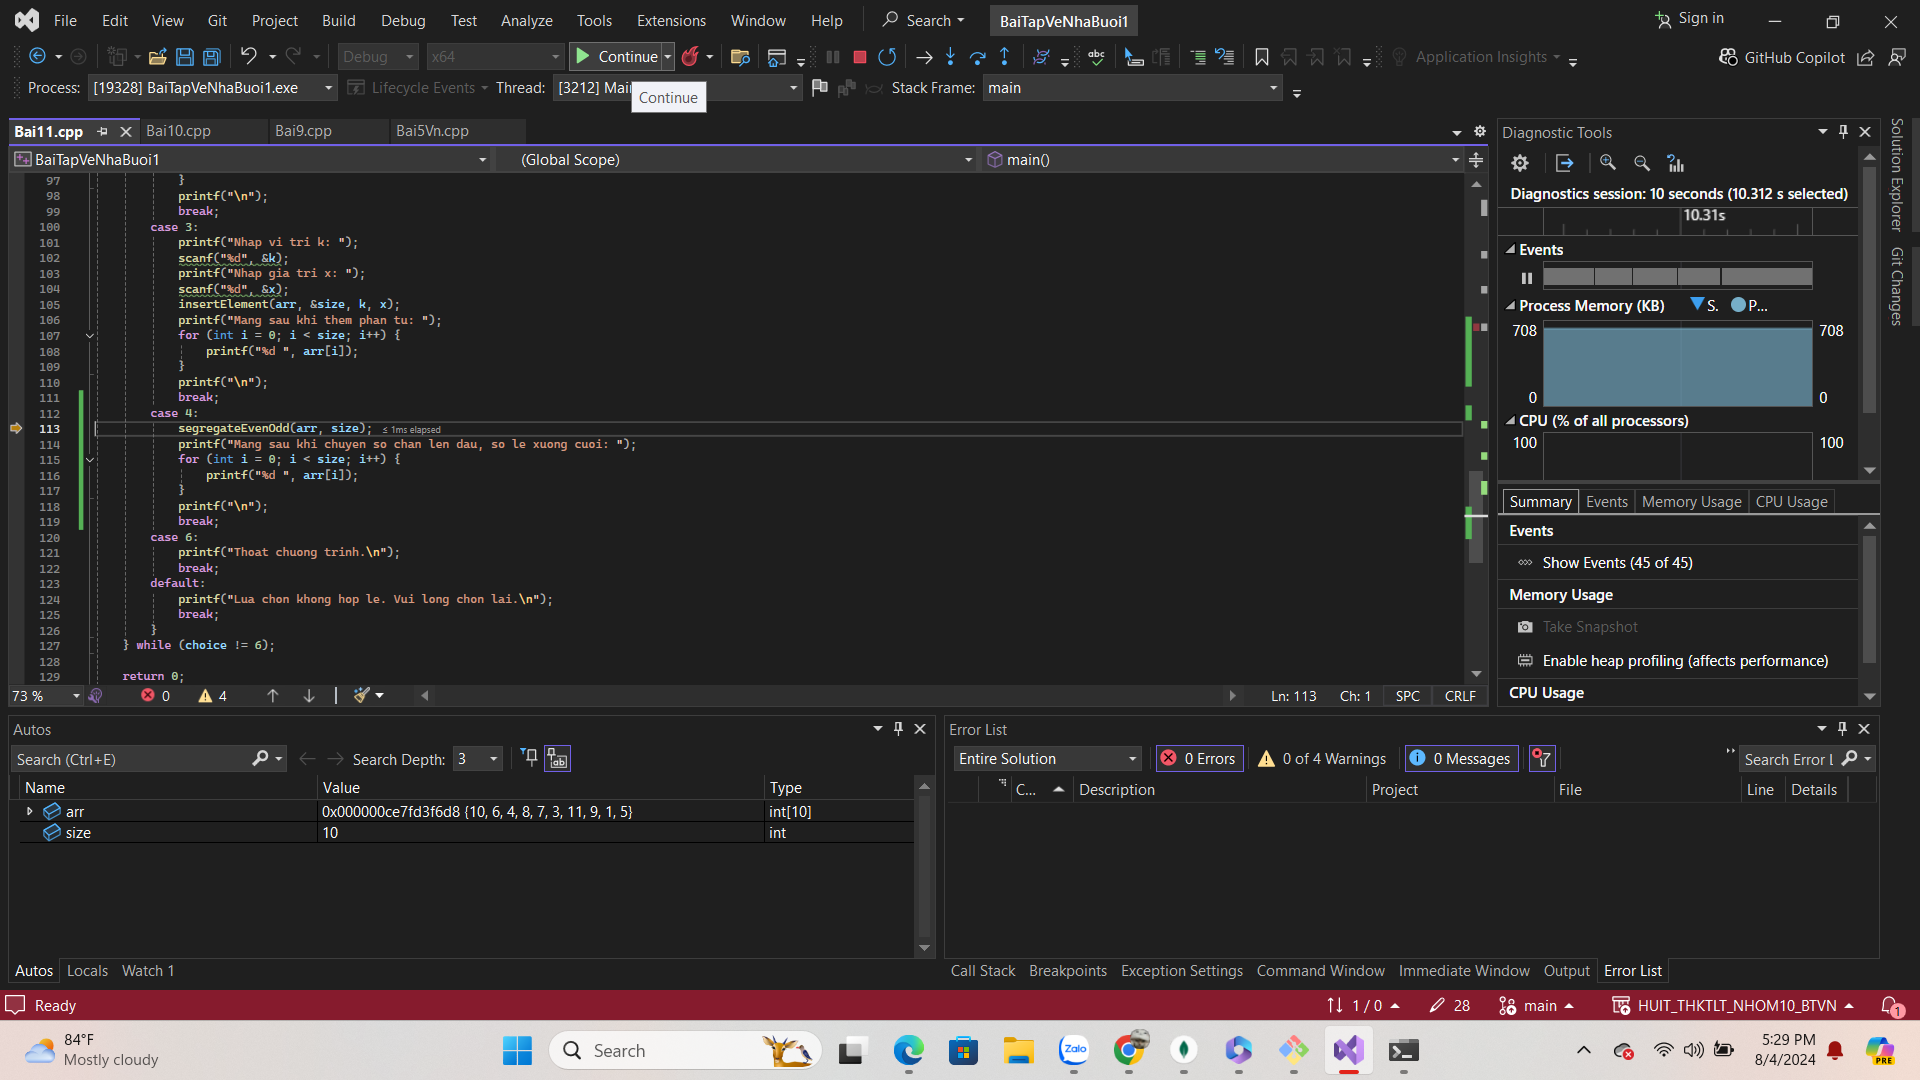 File Edit View Git Project Build Debug Test Analyze Tools Extensions Window Help Search BaiTapVeNhaBuoi1 Sign in
Debug x64 Continue abc Application Insights GitHub Copilot
Process: [19328] BaiTapVeNhaBuoi1.exe Lifecycle Events Thread: [3212] Mai Stack Frame: main
Continue
Bai11.cpp Bai10.cpp Bai9.cpp Bai5Vn.cpp
BaiTapVeNhaBuoi1 (Global Scope) main()
97 }
98 printf("\n");
99 break;
100 case 3:
101 printf("Nhap vi tri k: ");
102 scanf("%d", &k);
103 printf("Nhap gia tri x: ");
104 scanf("%d", &x);
105 insertElement(arr, &size, k, x);
106 printf("Mang sau khi them phan tu: ");
107 for (int i = 0; i < size; i++) {
108 printf("%d ", arr[i]);
109 }
110 printf("\n");
111 break;
112 case 4:
113 segregateEvenOdd(arr, size); ≤ 1ms elapsed
114 printf("Mang sau khi chuyen so chan len dau, so le xuong cuoi: ");
115 for (int i = 0; i < size; i++) {
116 printf("%d ", arr[i]);
117 }
118 printf("\n");
119 break;
120 case 6:
121 printf("Thoat chuong trinh.\n");
122 break;
123 default:
124 printf("Lua chon khong hop le. Vui long chon lai.\n");
125 break;
126 }
127 } while (choice != 6);
128
129 return 0;
73 % 0 4 Ln: 113 Ch: 1 SPC CRLF
Diagnostic Tools
Diagnostics session: 10 seconds (10.312 s selected)
10.31s
Events
Process Memory (KB) S. P...
708 708
0 0
CPU (% of all processors)
100 100
Summary Events Memory Usage CPU Usage
Events
Show Events (45 of 45)
Memory Usage
Take Snapshot
Enable heap profiling (affects performance)
CPU Usage
Solution Explorer
Git Changes
Autos
Search (Ctrl+E) Search Depth: 3
Name Value Type
arr 0x000000ce7fd3f6d8 {10, 6, 4, 8, 7, 3, 11, 9, 1, 5} int[10]
size 10 int
Autos Locals Watch 1
Error List
Entire Solution 0 Errors 0 of 4 Warnings 0 Messages Search Error L
C... Description Project File Line Details
Call Stack Breakpoints Exception Settings Command Window Immediate Window Output Error List
Ready 1 / 0 28 main HUIT_THKTLT_NHOM10_BTVN 1
84°F
Mostly cloudy
Search
Zalo
PRE
5:29 PM
8/4/2024